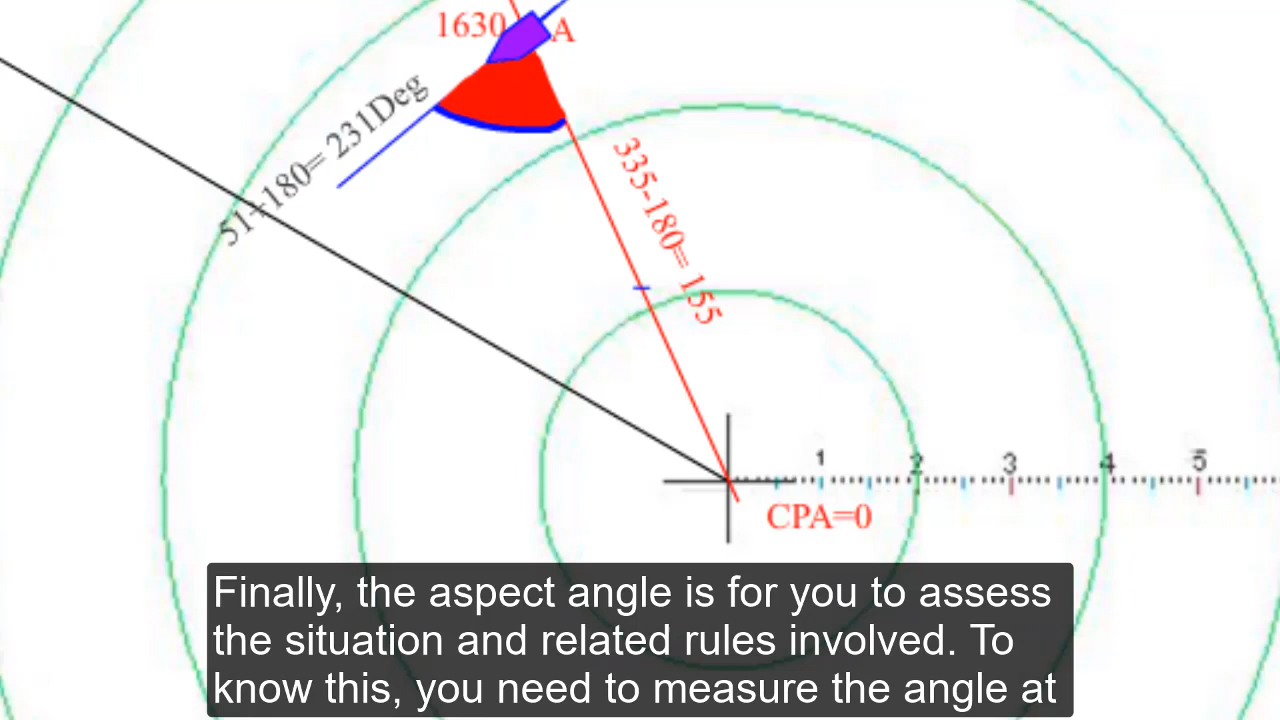 1630
A
51+180= 231Deg
335-180= 155
1 2 3 4 5
CPA=0
Finally, the aspect angle is for you to assess
the situation and related rules involved. To
know this, you need to measure the angle at